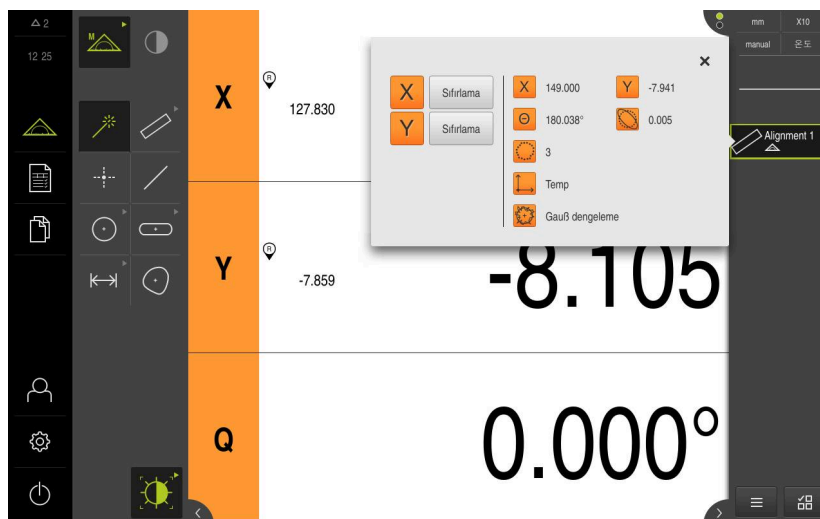 2
12 25
M
X
R
127.830
Y
R
-7.859
-8.105
Q
0.000°
X
Sıfırlama
Y
Sıfırlama
X
149.000
Y
-7.941
Θ
180.038°
0.005
3
Temp
Gauß dengeleme
mm
X10
manual
온도
Alignment 1